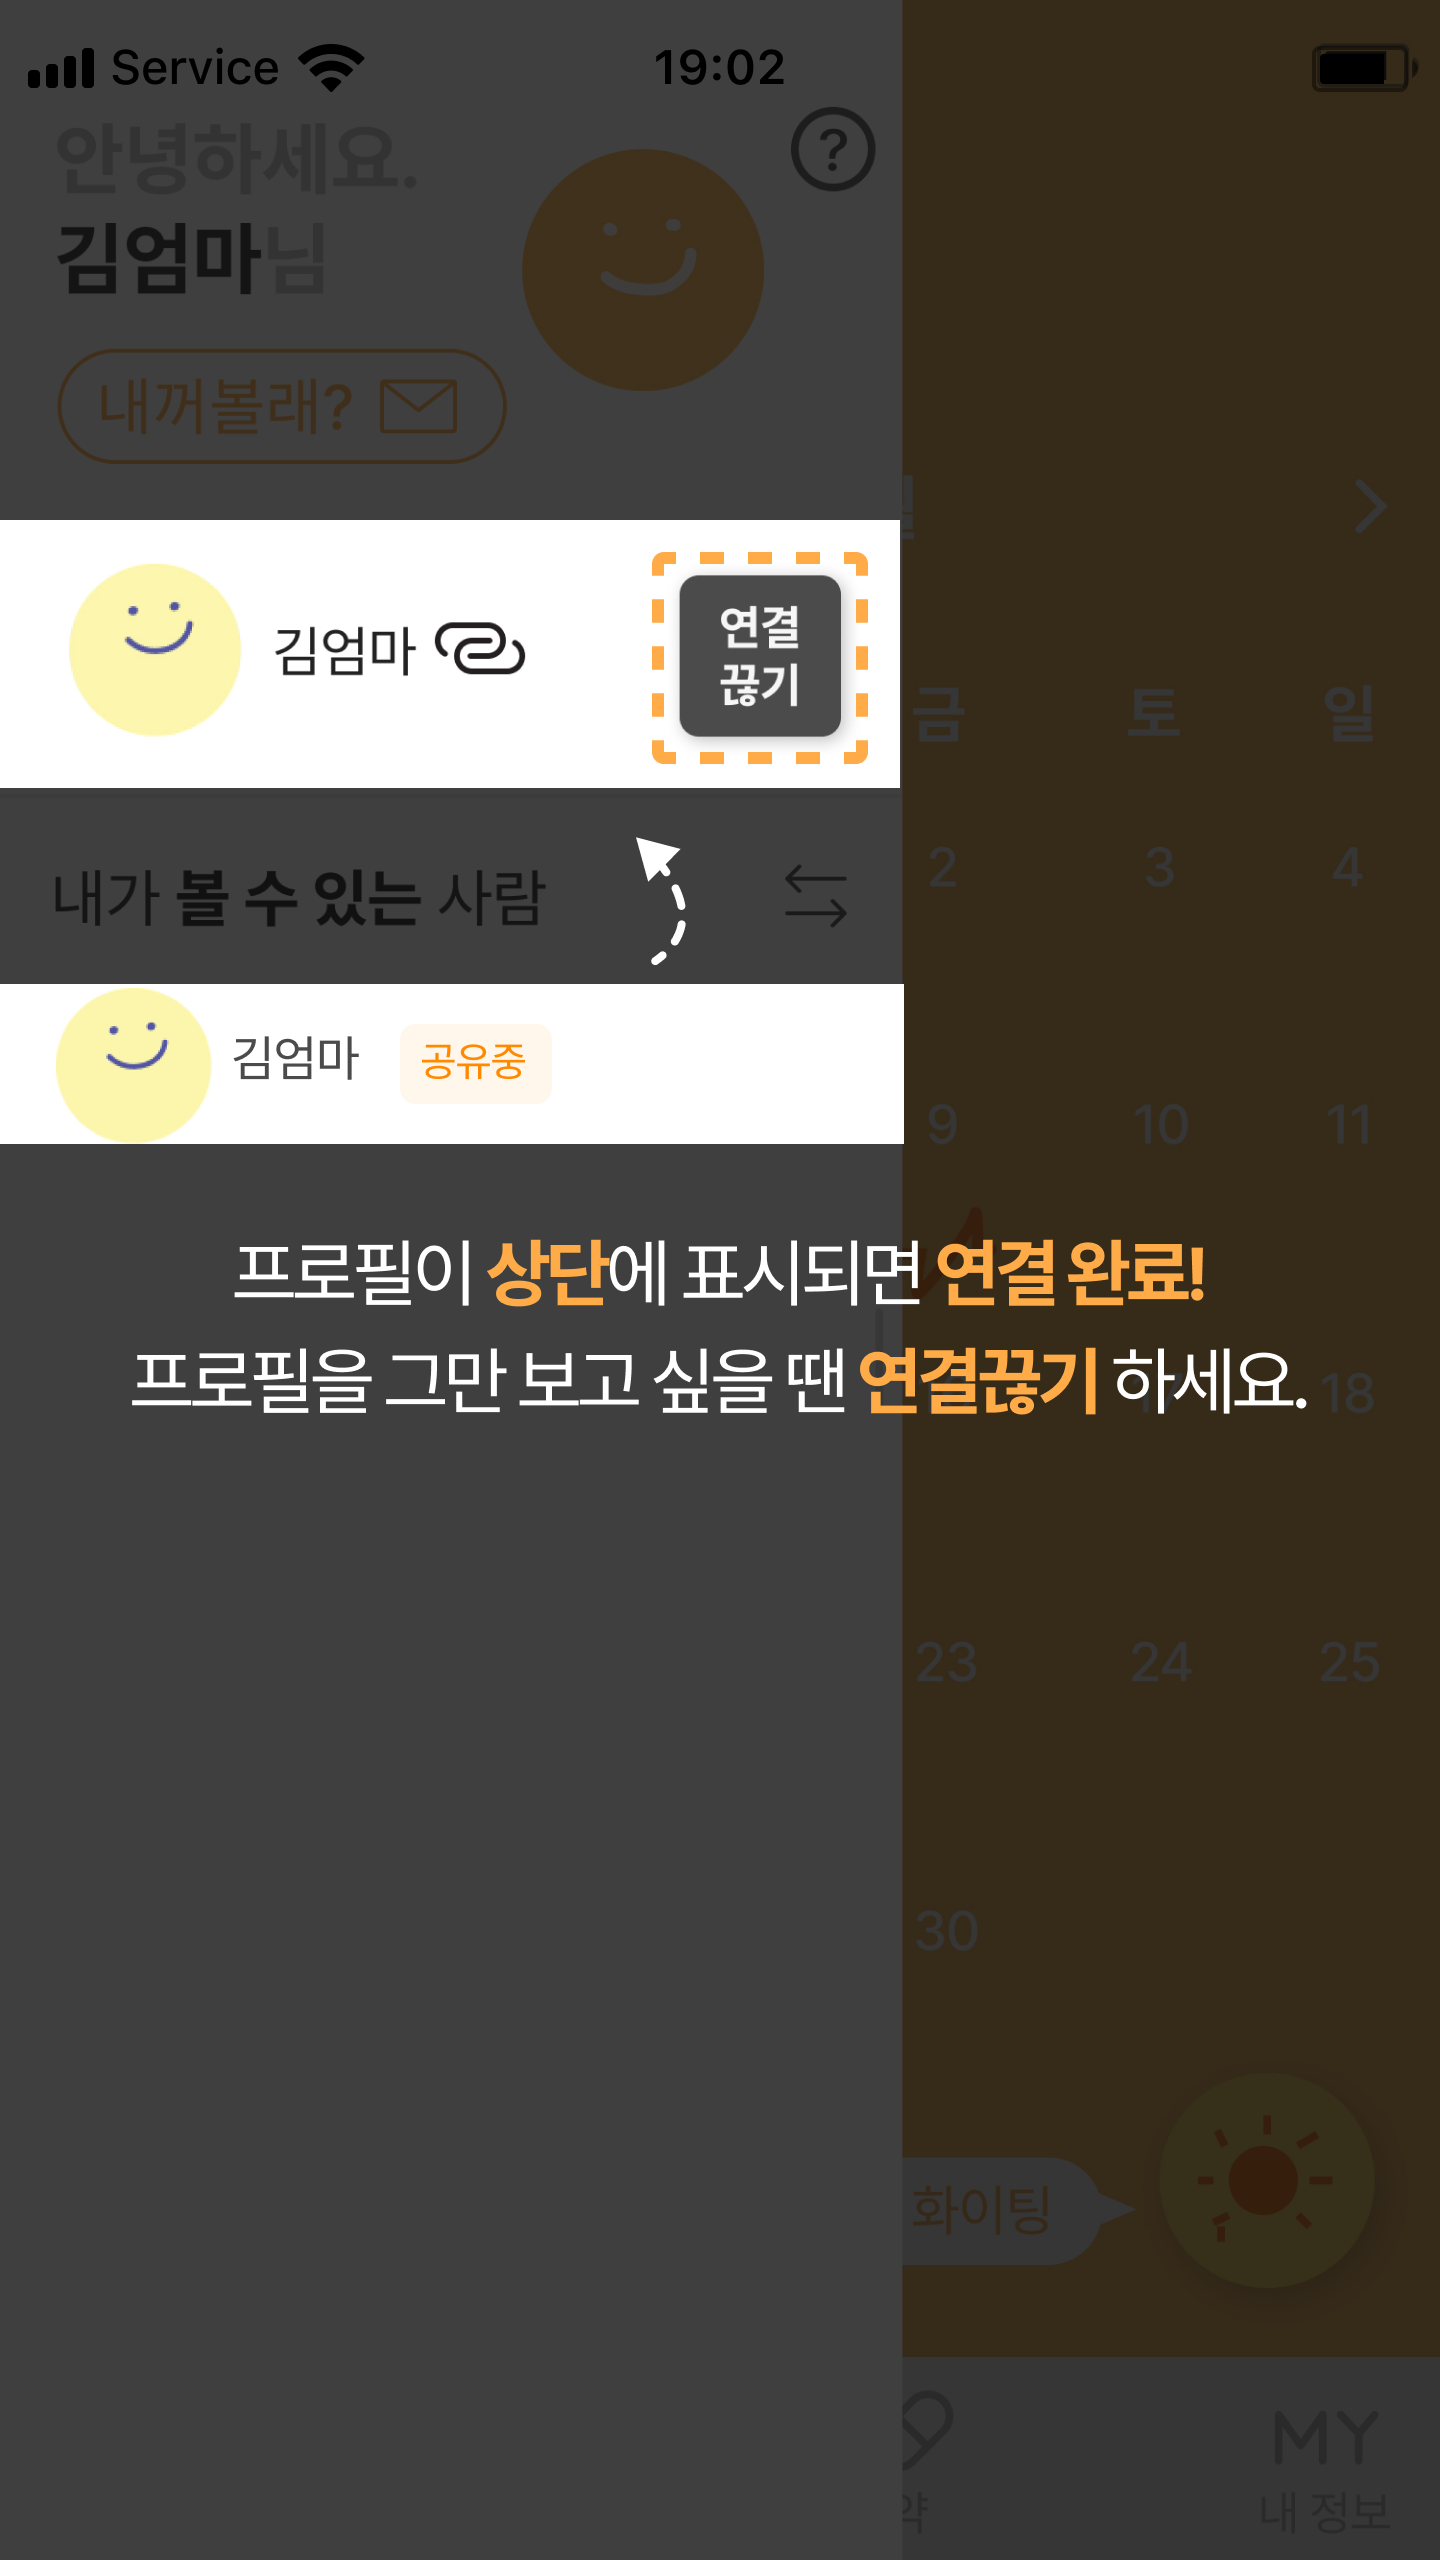 Service 19:02
안녕하세요.
?
김엄마님
내꺼볼래?
김엄마
연결
끊기
금 토 일
2 3 4
내가 볼 수 있는 사람
김엄마 공유중
9 10 11
프로필이 상단에 표시되면 연결 완료!
프로필을 그만 보고 싶을 땐 연결끊기 하세요.
18
23 24 25
30
화이팅
MY
약 내 정보